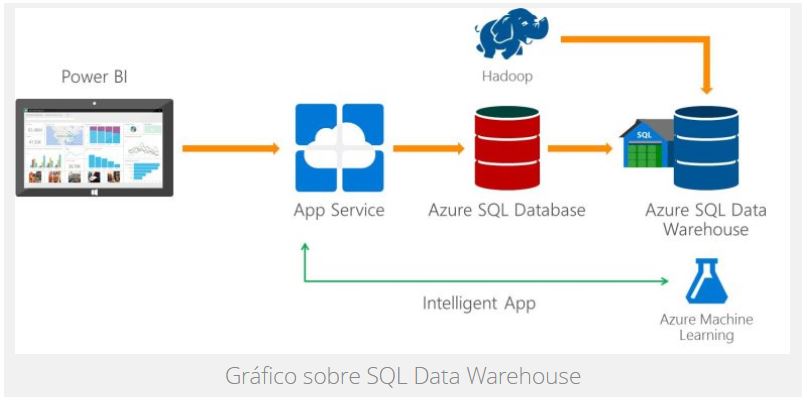 Power BI
Hadoop
SQL
App Service
Azure SQL Database
Azure SQL Data
Warehouse
Intelligent App
Azure Machine
Learning
Gráfico sobre SQL Data Warehouse